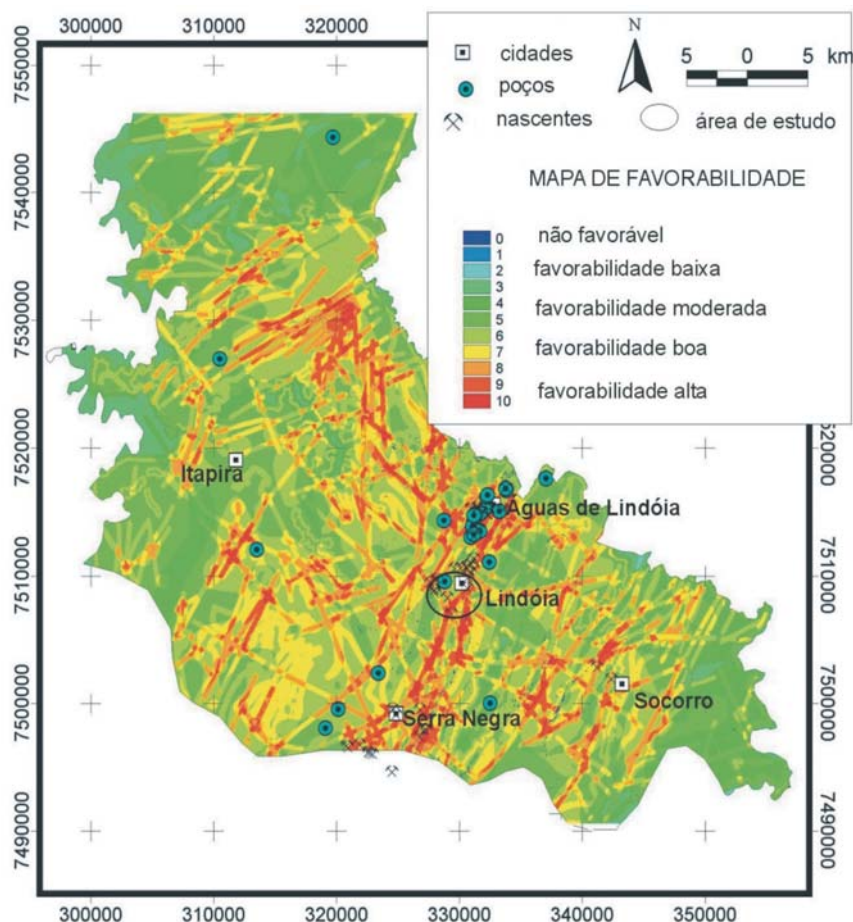 300000 310000 320000
N
5 0 5 km
cidades
poços
nascentes
área de estudo
MAPA DE FAVORABILIDADE
0 não favorável
1
2 favorabilidade baixa
3
4 favorabilidade moderada
5
6
7 favorabilidade boa
8
9 favorabilidade alta
10
7550000
7540000
7530000
7520000
7510000
7500000
7490000
7520000
7510000
7500000
7490000
Itapira
Águas de Lindóia
Lindóia
Socorro
Serra Negra
300000 310000 320000 330000 340000 350000